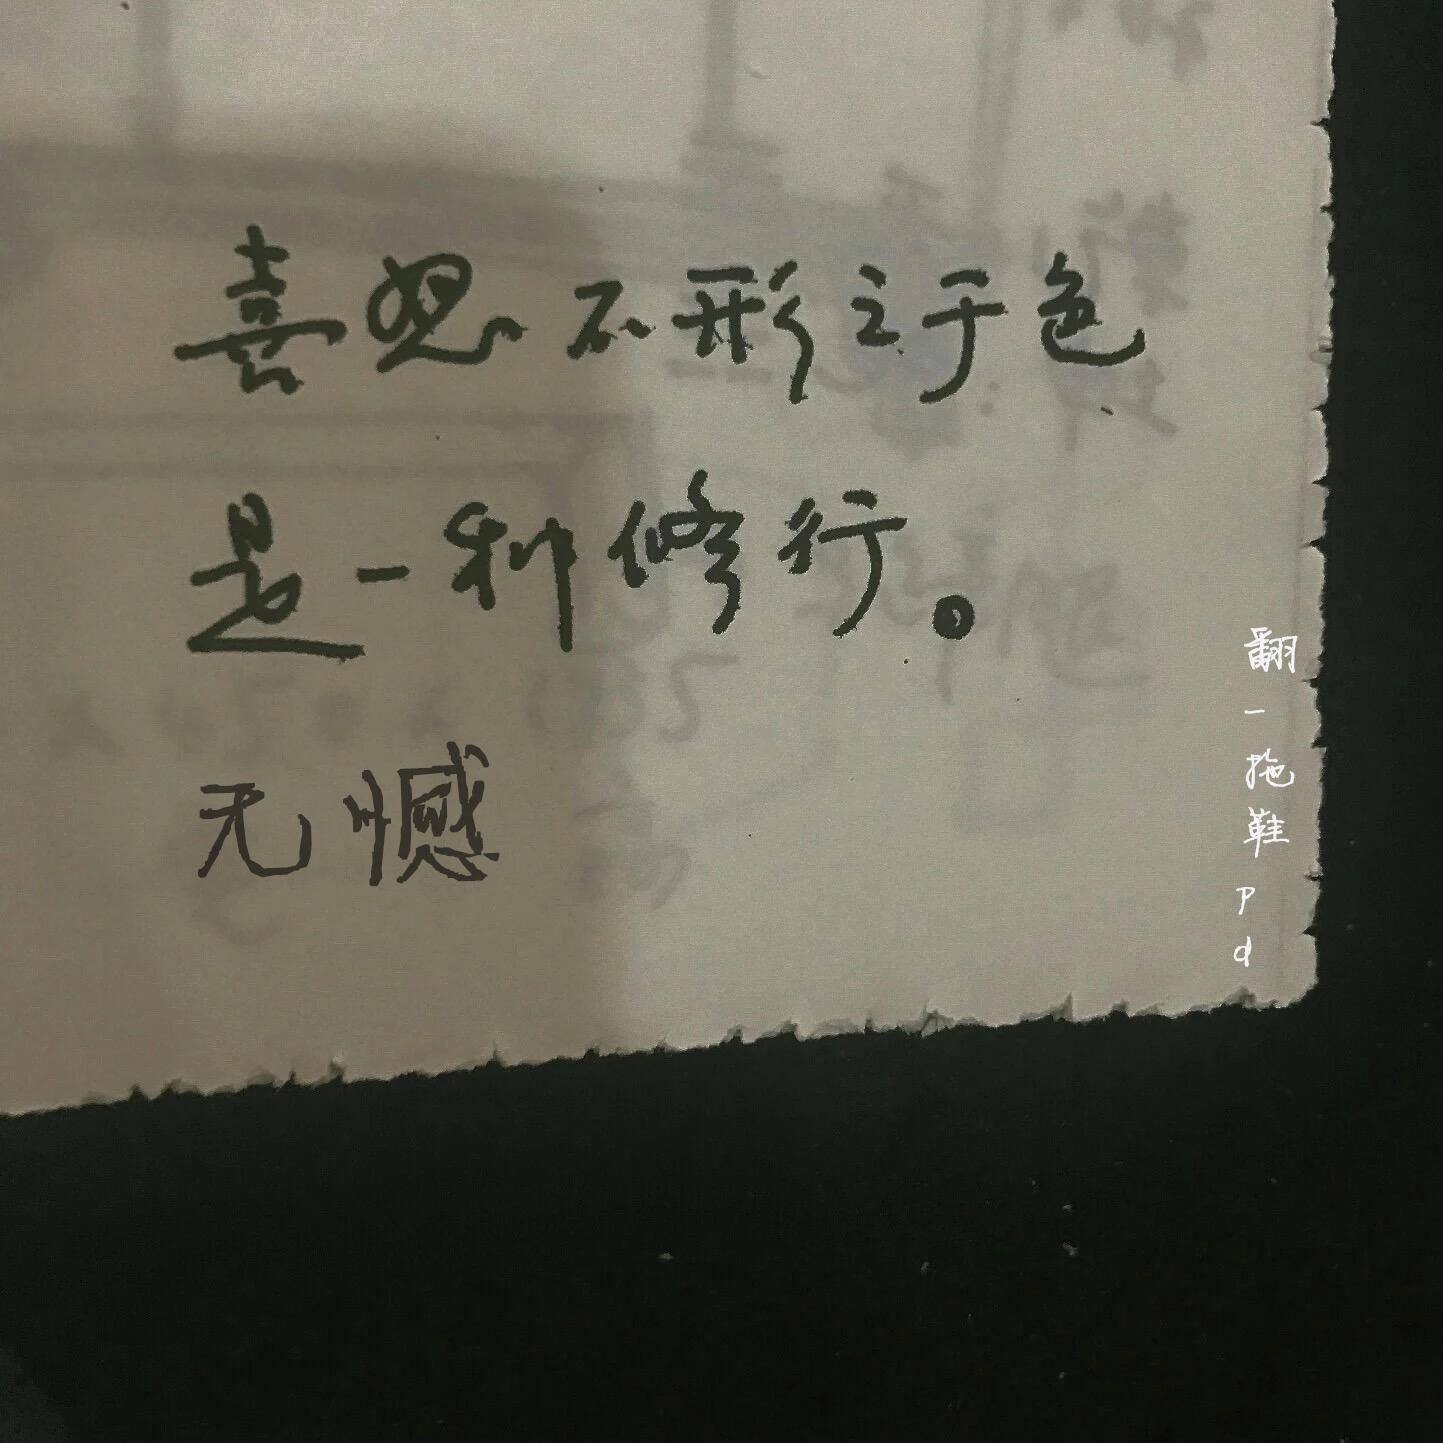 喜怒不形之于色
是一种修行。
无憾
翻一拖鞋pd